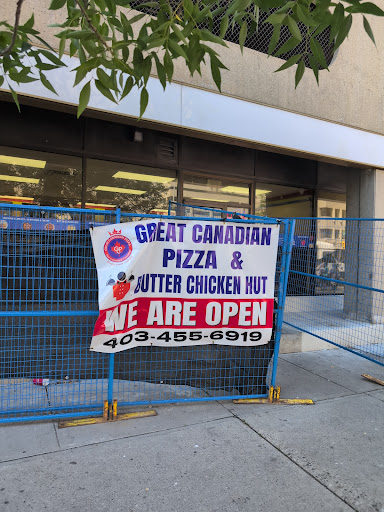 GREAT CANADIAN
PIZZA &
BUTTER CHICKEN HUT
WE ARE OPEN
403-455-6919